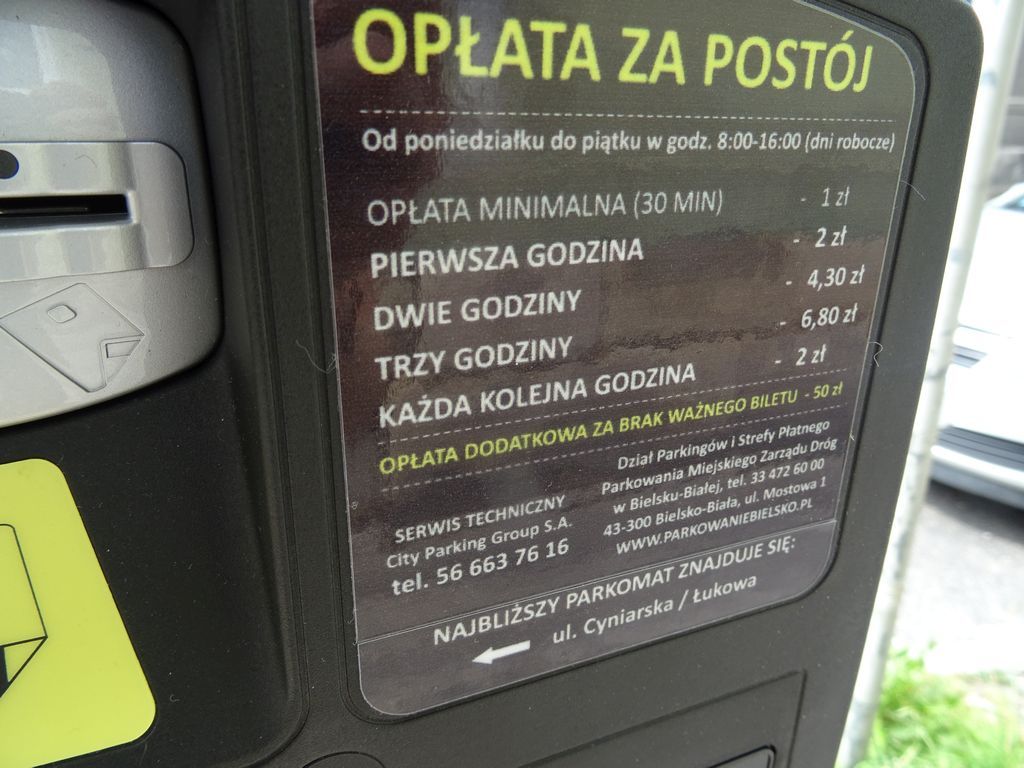 OPŁATA ZA POSTÓJ
Od poniedziałku do piątku w godz. 8:00-16:00 (dni robocze)
OPŁATA MINIMALNA (30 MIN) - 1 zł
PIERWSZA GODZINA - 2 zł
DWIE GODZINY - 4,30 zł
TRZY GODZINY - 6,80 zł
KAŻDA KOLEJNA GODZINA - 2 zł
OPŁATA DODATKOWA ZA BRAK WAŻNEGO BILETU - 50 zł
SERWIS TECHNICZNY
City Parking Group S.A.
tel. 56 663 76 16
Dział Parkingów i Strefy Płatnego
Parkowania Miejskiego Zarządu Dróg
w Bielsku-Białej, tel. 33 472 60 00
43-300 Bielsko-Biała, ul. Mostowa 1
WWW.PARKOWANIEBIELSKO.PL
NAJBLIŻSZY PARKOMAT ZNAJDUJE SIĘ:
ul. Cyniarska / Łukowa